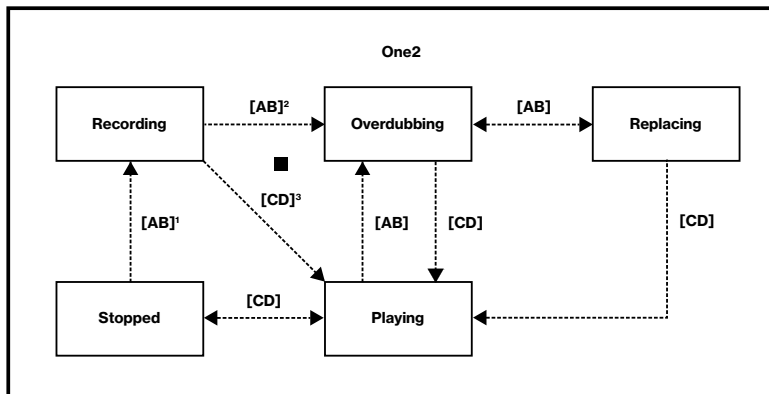 One2
Recording
[AB]²
Overdubbing
[AB]
Replacing
[CD]³
[AB]¹
[AB]
[CD]
[CD]
Stopped
[CD]
Playing